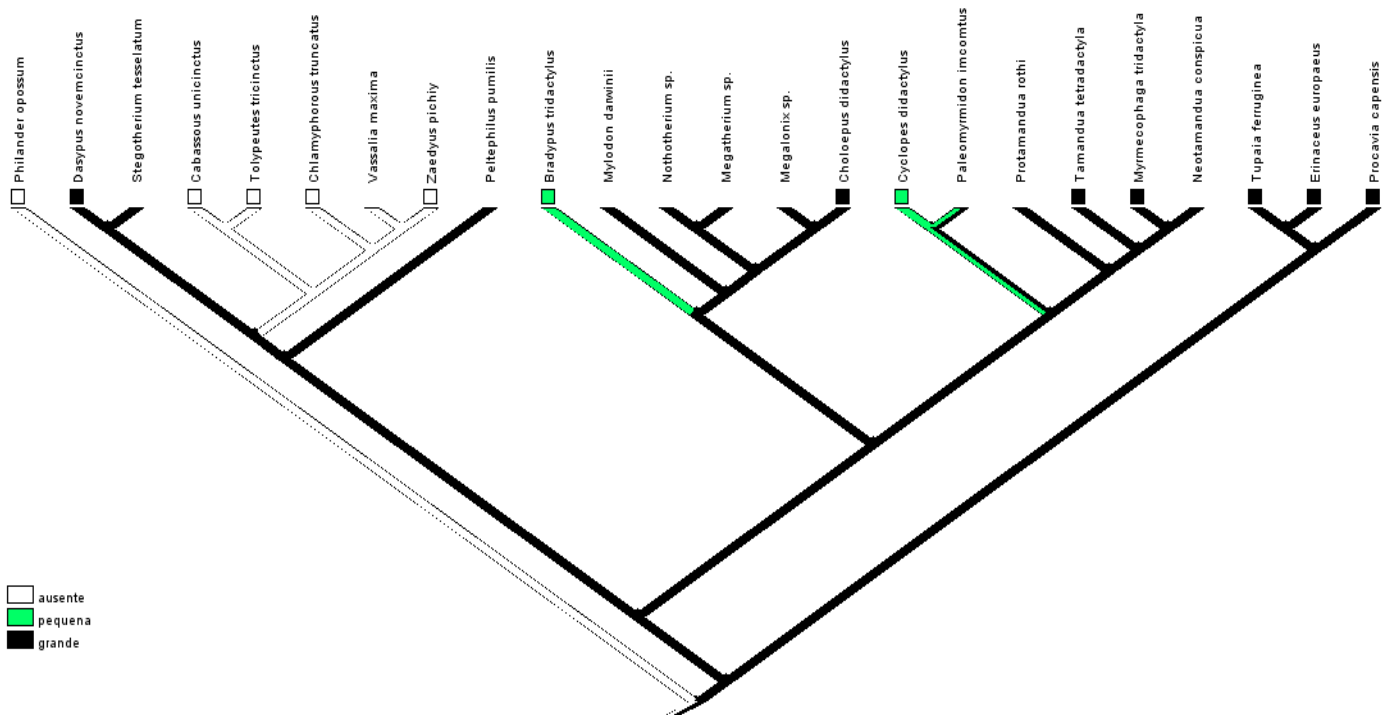 Philander opossum
Dasypus novemcinctus
Stegotherium tesselatum
Cabassous unicinctus
Tolypeutes tricinctus
Chlamyphorous truncatus
Vassalia maxima
Zaedyus pichiy
Peltephilus pumilis
Bradypus tridactylus
Mylodon darwinii
Nothotherium sp.
Megatherium sp.
Megalonix sp.
Choloepus didactylus
Cyclopes didactylus
Paleomyrmidon imcomtus
Protamandua rothi
Tamandua tetradactyla
Myrmecophaga tridactyla
Neotamandua conspicua
Tupaia ferruginea
Erinaceus europaeus
Procavia capensis
ausente
pequena
grande